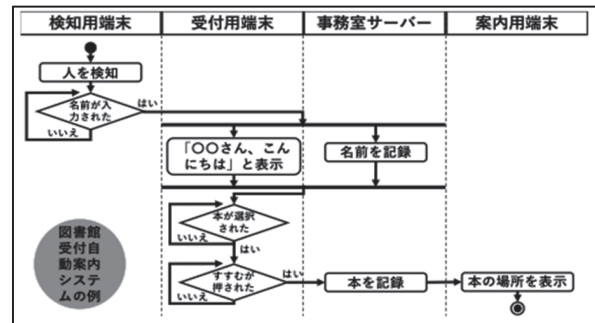 検知用端末
受付用端末
事務室サーバー
案内用端末
人を検知
名前が入
力された
はい
いいえ
「〇〇さん、こん
にちは」と表示
名前を記録
本が選択
された
いいえ
はい
すすむが
押された
はい
いいえ
本を記録
本の場所を表示
図書館
受付自
動案内
システ
ムの例